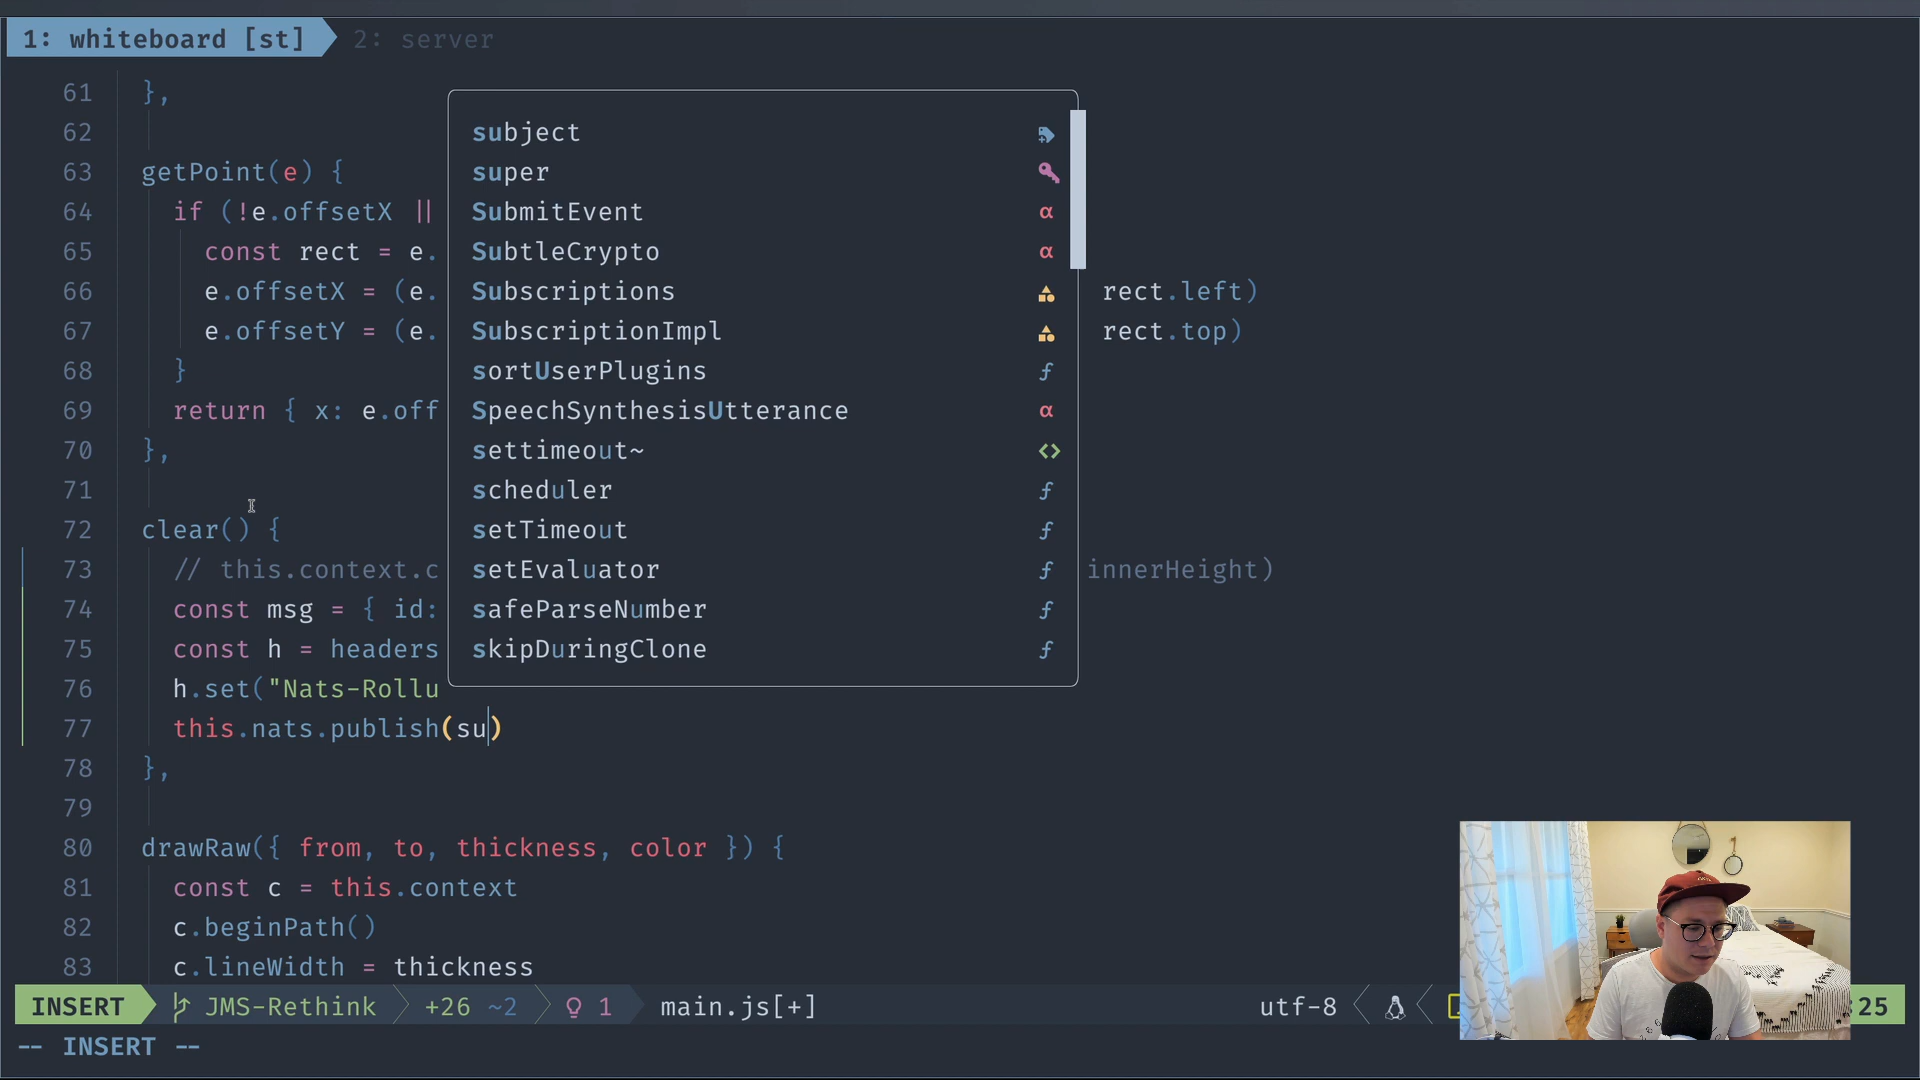 1: whiteboard [st] 2: server
61 },
62
63 getPoint(e) {
64 if (!e.offsetX ||
65 const rect = e.
66 e.offsetX = (e. rect.left)
67 e.offsetY = (e. rect.top)
68 }
69 return { x: e.off
70 },
71
72 clear() {
73 // this.context.c innerHeight)
74 const msg = { id:
75 const h = headers
76 h.set("Nats-Rollu
77 this.nats.publish(su)
78 },
79
80 drawRaw({ from, to, thickness, color }) {
81 const c = this.context
82 c.beginPath()
83 c.lineWidth = thickness
subject
super α
SubmitEvent α
SubtleCrypto α
Subscriptions
SubscriptionImpl
sortUserPlugins ƒ
SpeechSynthesisUtterance α
settimeout~ <>
scheduler ƒ
setTimeout ƒ
setEvaluator ƒ
safeParseNumber ƒ
skipDuringClone ƒ
INSERT JMS-Rethink +26 ~2 1 main.js[+] utf-8 :25
-- INSERT --